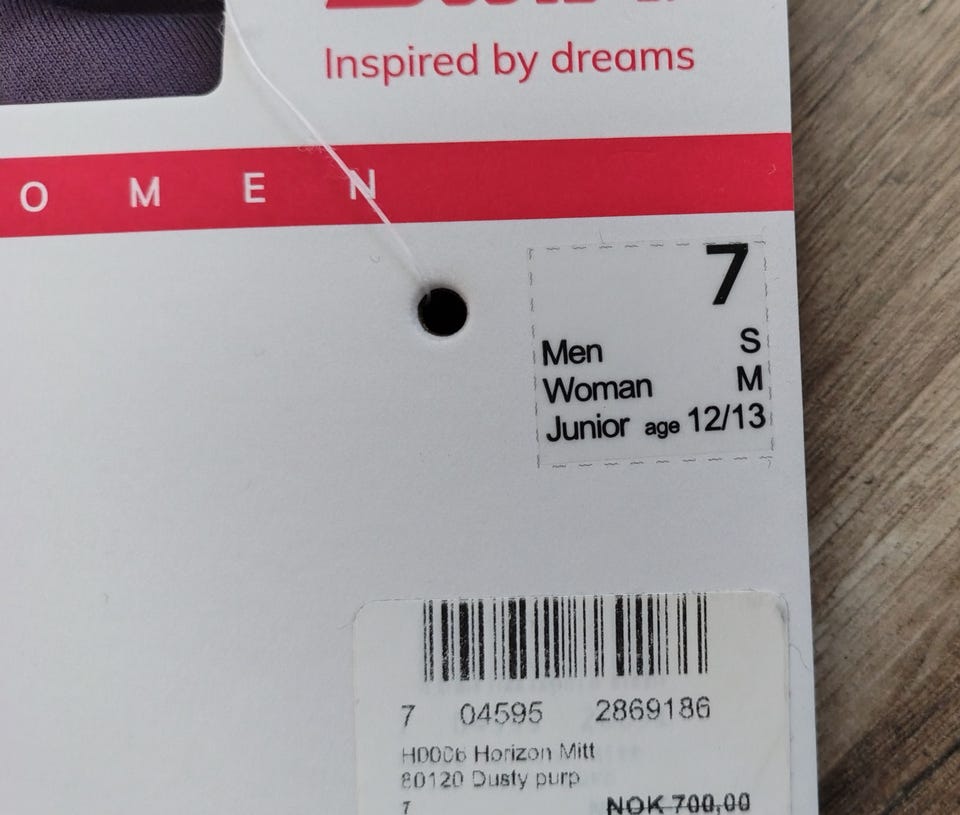 Inspired by dreams
OMEN
7
Men S
Woman M
Junior age 12/13
7 04595 2869186
H0006 Horizon Mitt
80120 Dusty purp
7 NOK 700,00